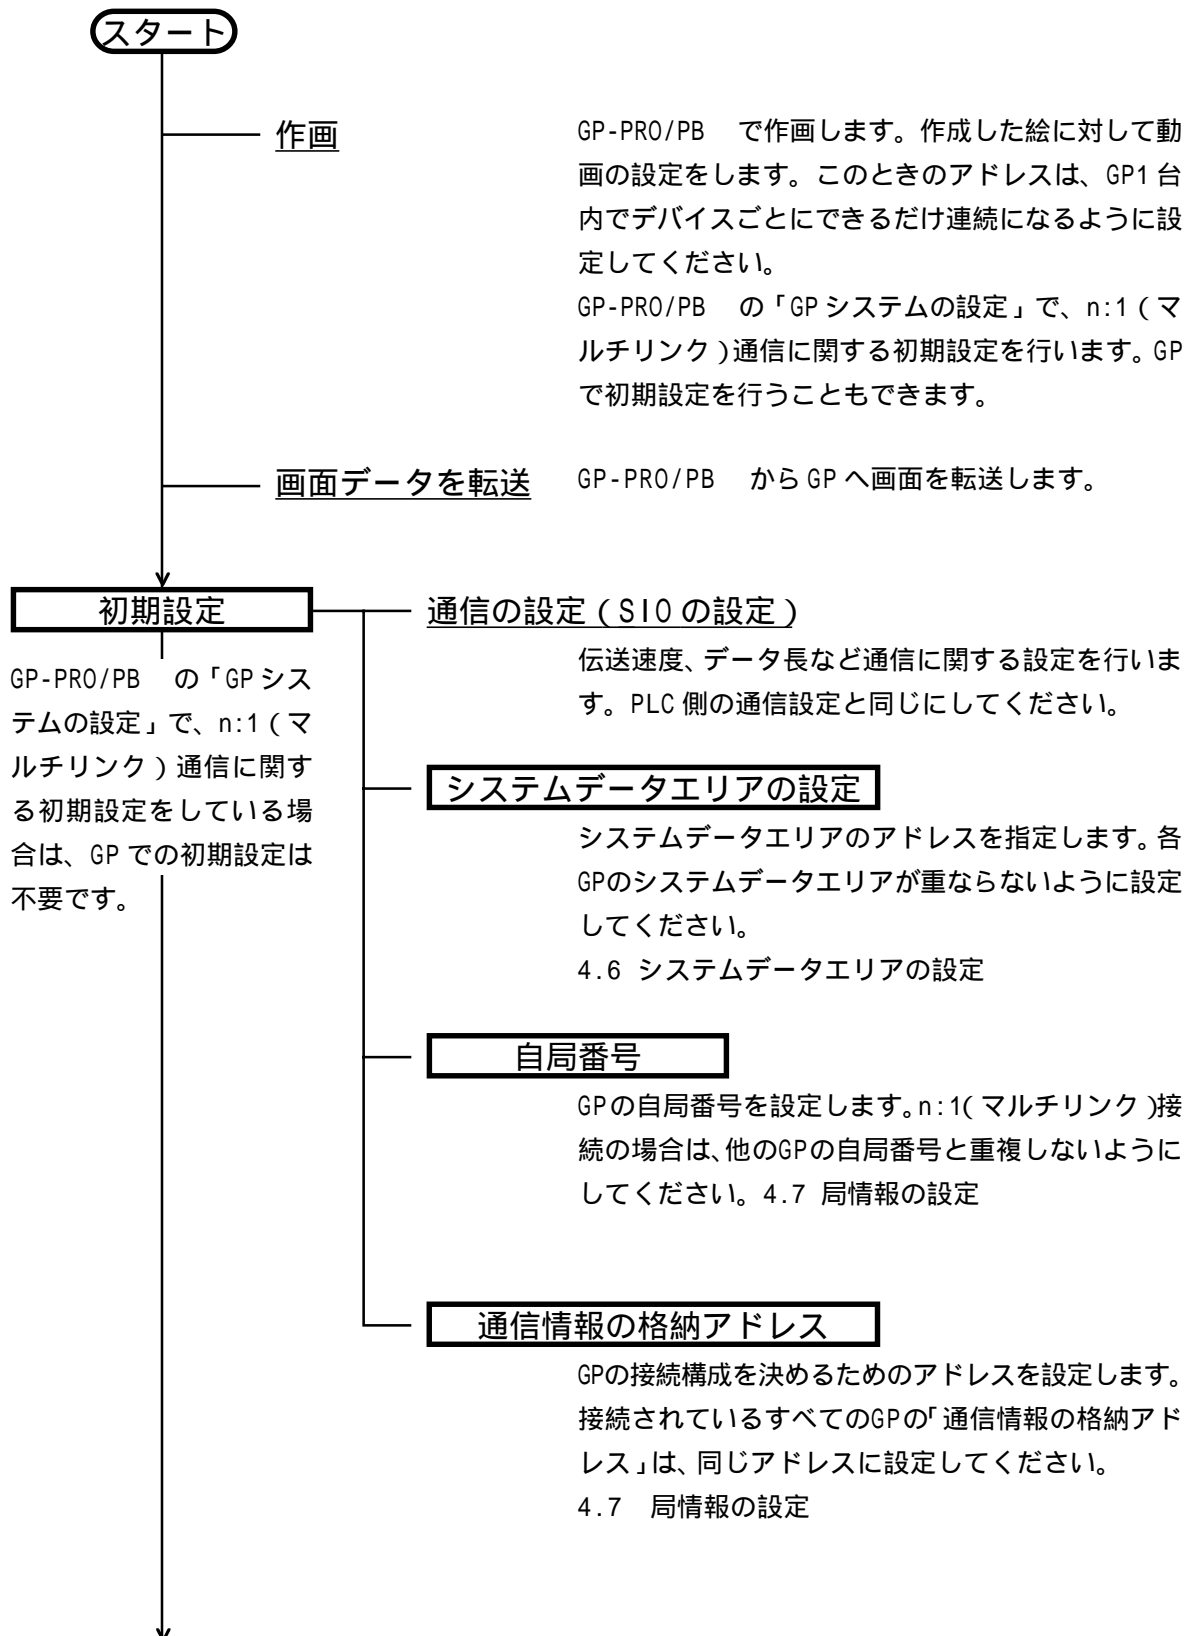 スタート
作画
GP-PRO/PB　で作画します。作成した絵に対して動
画の設定をします。このときのアドレスは、GP1台
内でデバイスごとにできるだけ連続になるように設
定してください。
GP-PRO/PB　の「GPシステムの設定」で、n:1(マ
ルチリンク)通信に関する初期設定を行います。GP
で初期設定を行うこともできます。
画面データを転送
GP-PRO/PB　からGPへ画面を転送します。
初期設定
GP-PRO/PB　の「GPシス
テムの設定」で、n:1(マ
ルチリンク)通信に関す
る初期設定をしている場
合は、GPでの初期設定は
不要です。
通信の設定(SIOの設定)
伝送速度、データ長など通信に関する設定を行いま
す。PLC側の通信設定と同じにしてください。
システムデータエリアの設定
システムデータエリアのアドレスを指定します。各
GPのシステムデータエリアが重ならないように設定
してください。
4.6 システムデータエリアの設定
自局番号
GPの自局番号を設定します。n:1(マルチリンク)接
続の場合は、他のGPの自局番号と重複しないように
してください。4.7 局情報の設定
通信情報の格納アドレス
GPの接続構成を決めるためのアドレスを設定します。
接続されているすべてのGPの「通信情報の格納アド
レス」は、同じアドレスに設定してください。
4.7　局情報の設定